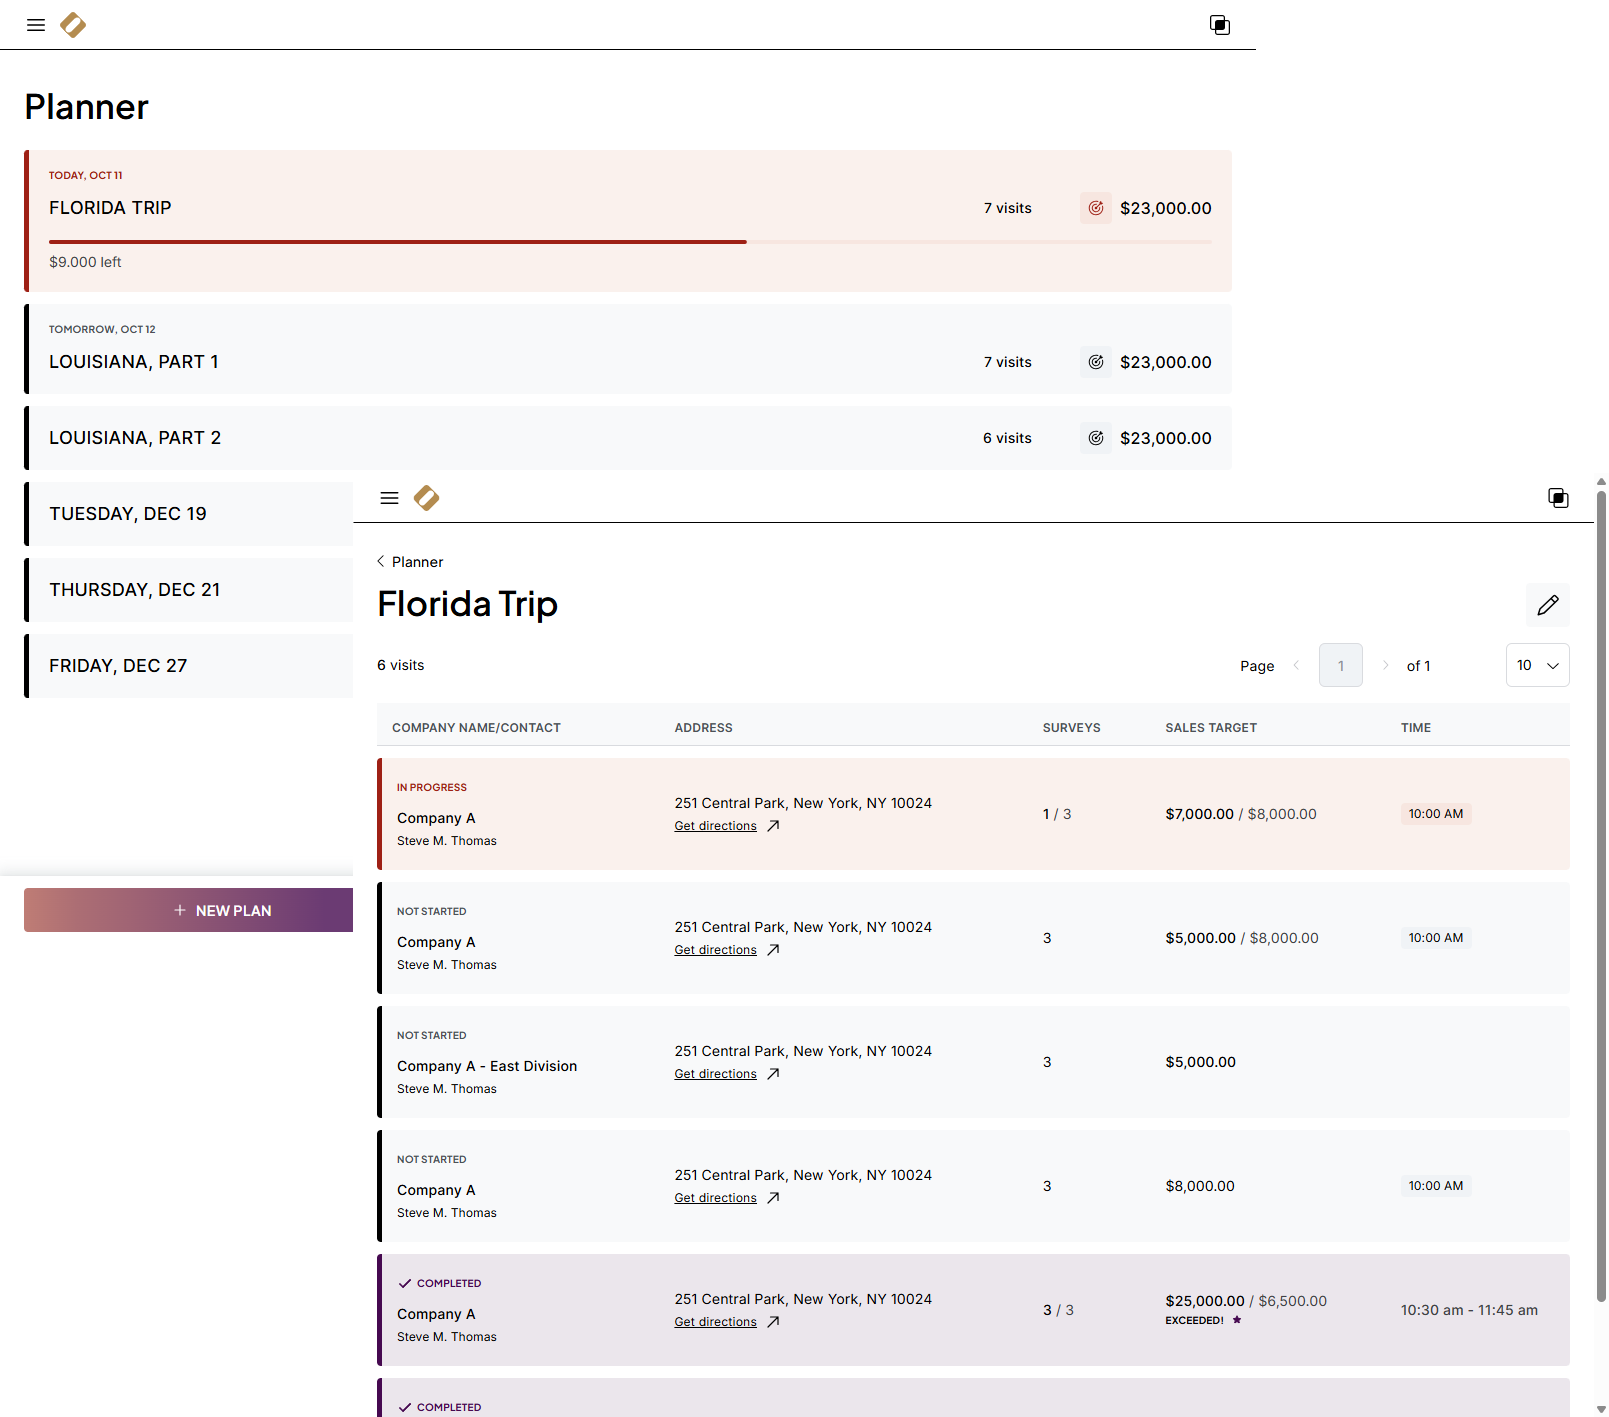 Planner
TODAY, OCT 11
FLORIDA TRIP
7 visits
$23,000.00
$9.000 left
TOMORROW, OCT 12
LOUISIANA, PART 1
7 visits
$23,000.00
LOUISIANA, PART 2
6 visits
$23,000.00
TUESDAY, DEC 19
THURSDAY, DEC 21
FRIDAY, DEC 27
+ NEW PLAN
Planner
Florida Trip
6 visits
Page 1 of 1
10
COMPANY NAME/CONTACT ADDRESS SURVEYS SALES TARGET TIME
IN PROGRESS
Company A
Steve M. Thomas
251 Central Park, New York, NY 10024
Get directions
1 / 3
$7,000.00 / $8,000.00
10:00 AM
NOT STARTED
Company A
Steve M. Thomas
251 Central Park, New York, NY 10024
Get directions
3
$5,000.00 / $8,000.00
10:00 AM
NOT STARTED
Company A - East Division
Steve M. Thomas
251 Central Park, New York, NY 10024
Get directions
3
$5,000.00
NOT STARTED
Company A
Steve M. Thomas
251 Central Park, New York, NY 10024
Get directions
3
$8,000.00
10:00 AM
COMPLETED
Company A
Steve M. Thomas
251 Central Park, New York, NY 10024
Get directions
3 / 3
$25,000.00 / $6,500.00
EXCEEDED!
10:30 am - 11:45 am
COMPLETED